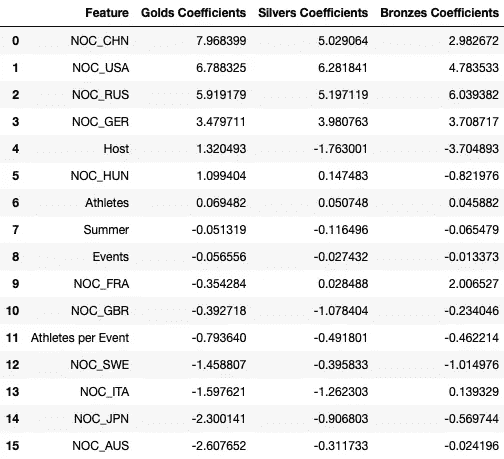 Feature Golds Coefficients Silvers Coefficients Bronzes Coefficients
0 NOC_CHN 7.968399 5.029064 2.982672
1 NOC_USA 6.788325 6.281841 4.783533
2 NOC_RUS 5.919179 5.197119 6.039382
3 NOC_GER 3.479711 3.980763 3.708717
4 Host 1.320493 -1.763001 -3.704893
5 NOC_HUN 1.099404 0.147483 -0.821976
6 Athletes 0.069482 0.050748 0.045882
7 Summer -0.051319 -0.116496 -0.065479
8 Events -0.056556 -0.027432 -0.013373
9 NOC_FRA -0.354284 0.028488 2.006527
10 NOC_GBR -0.392718 -1.078404 -0.234046
11 Athletes per Event -0.793640 -0.491801 -0.462214
12 NOC_SWE -1.458807 -0.395833 -1.014976
13 NOC_ITA -1.597621 -1.262303 0.139329
14 NOC_JPN -2.300141 -0.906803 -0.569744
15 NOC_AUS -2.607652 -0.311733 -0.024196